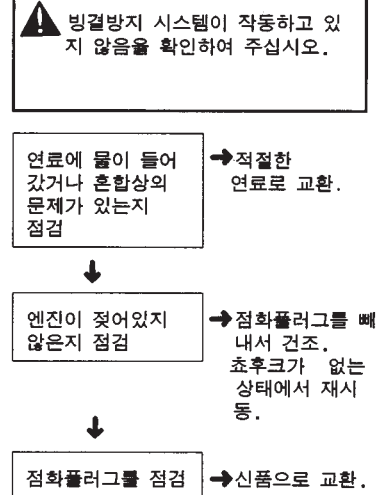 빙결방지 시스템이 작동하고 있
지 않음을 확인하여 주십시오.
연료에 물이 들어
갔거나 혼합상의
문제가 있는지
점검
➔적절한
연료로 교환.
엔진이 젖어있지
않은지 점검
➔점화플러그를 빼
내서 건조.
쵸후크가 없는
상태에서 재시
동.
점화플러그를 점검
➔신품으로 교환.